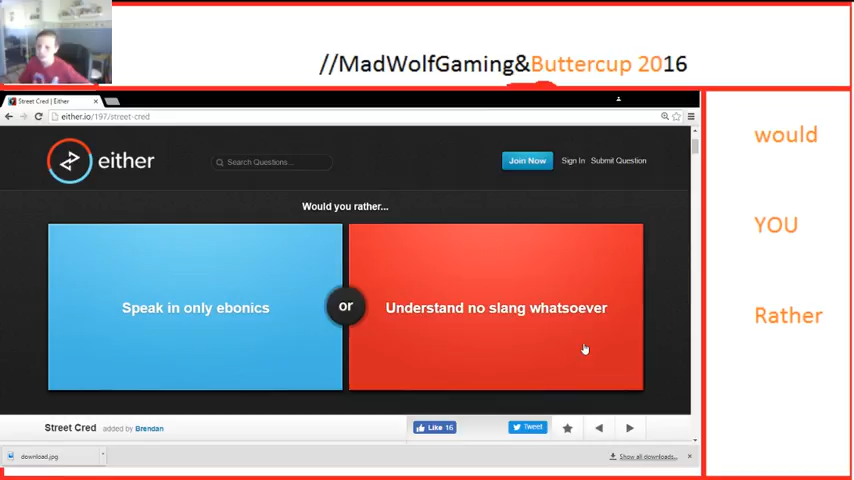 //MadWolfGaming&Buttercup 2016
Street Cred | Either
either.io/197/street-cred
either
Search Questions...
Join Now
Sign In
Submit Question
Would you rather...
Speak in only ebonics
or
Understand no slang whatsoever
Street Cred added by Brendan
Like 16
Tweet
download.jpg
Show all downloads...
would
YOU
Rather